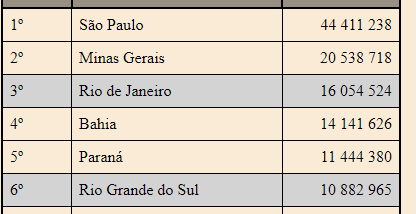 1º São Paulo 44 411 238
2º Minas Gerais 20 538 718
3º Rio de Janeiro 16 054 524
4º Bahia 14 141 626
5º Paraná 11 444 380
6º Rio Grande do Sul 10 882 965